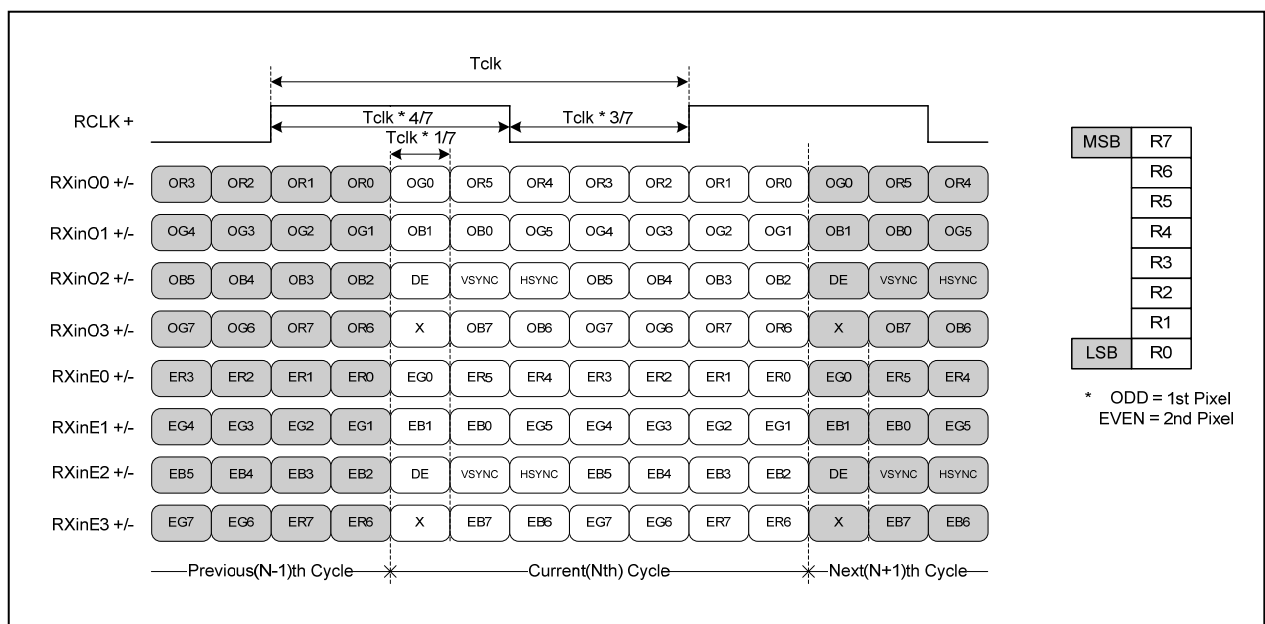 Tclk
RCLK +
Tclk * 4/7
Tclk * 3/7
Tclk * 1/7
RXinO0 +/- OR3 OR2 OR1 OR0 OG0 OR5 OR4 OR3 OR2 OR1 OR0 OG0 OR5 OR4
RXinO1 +/- OG4 OG3 OG2 OG1 OB1 OB0 OG5 OG4 OG3 OG2 OG1 OB1 OB0 OG5
RXinO2 +/- OB5 OB4 OB3 OB2 DE VSYNC HSYNC OB5 OB4 OB3 OB2 DE VSYNC HSYNC
RXinO3 +/- OG7 OG6 OR7 OR6 X OB7 OB6 OG7 OG6 OR7 OR6 X OB7 OB6
RXinE0 +/- ER3 ER2 ER1 ER0 EG0 ER5 ER4 ER3 ER2 ER1 ER0 EG0 ER5 ER4
RXinE1 +/- EG4 EG3 EG2 EG1 EB1 EB0 EG5 EG4 EG3 EG2 EG1 EB1 EB0 EG5
RXinE2 +/- EB5 EB4 EB3 EB2 DE VSYNC HSYNC EB5 EB4 EB3 EB2 DE VSYNC HSYNC
RXinE3 +/- EG7 EG6 ER7 ER6 X EB7 EB6 EG7 EG6 ER7 ER6 X EB7 EB6
Previous(N-1)th Cycle Current(Nth) Cycle Next(N+1)th Cycle
MSB R7
R6
R5
R4
R3
R2
R1
LSB R0
* ODD = 1st Pixel
EVEN = 2nd Pixel